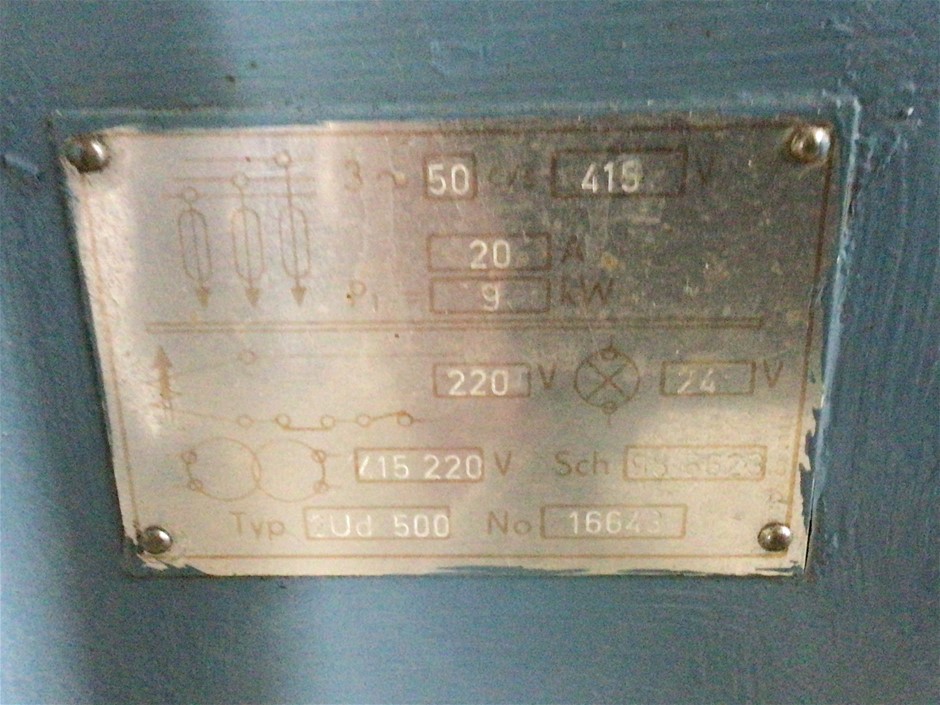 3 ~ 50 c/s 415 V
20 A
P₁ = 9 kW
220 V 24 V
415 220 V Sch
Typ 2Ud 500 No